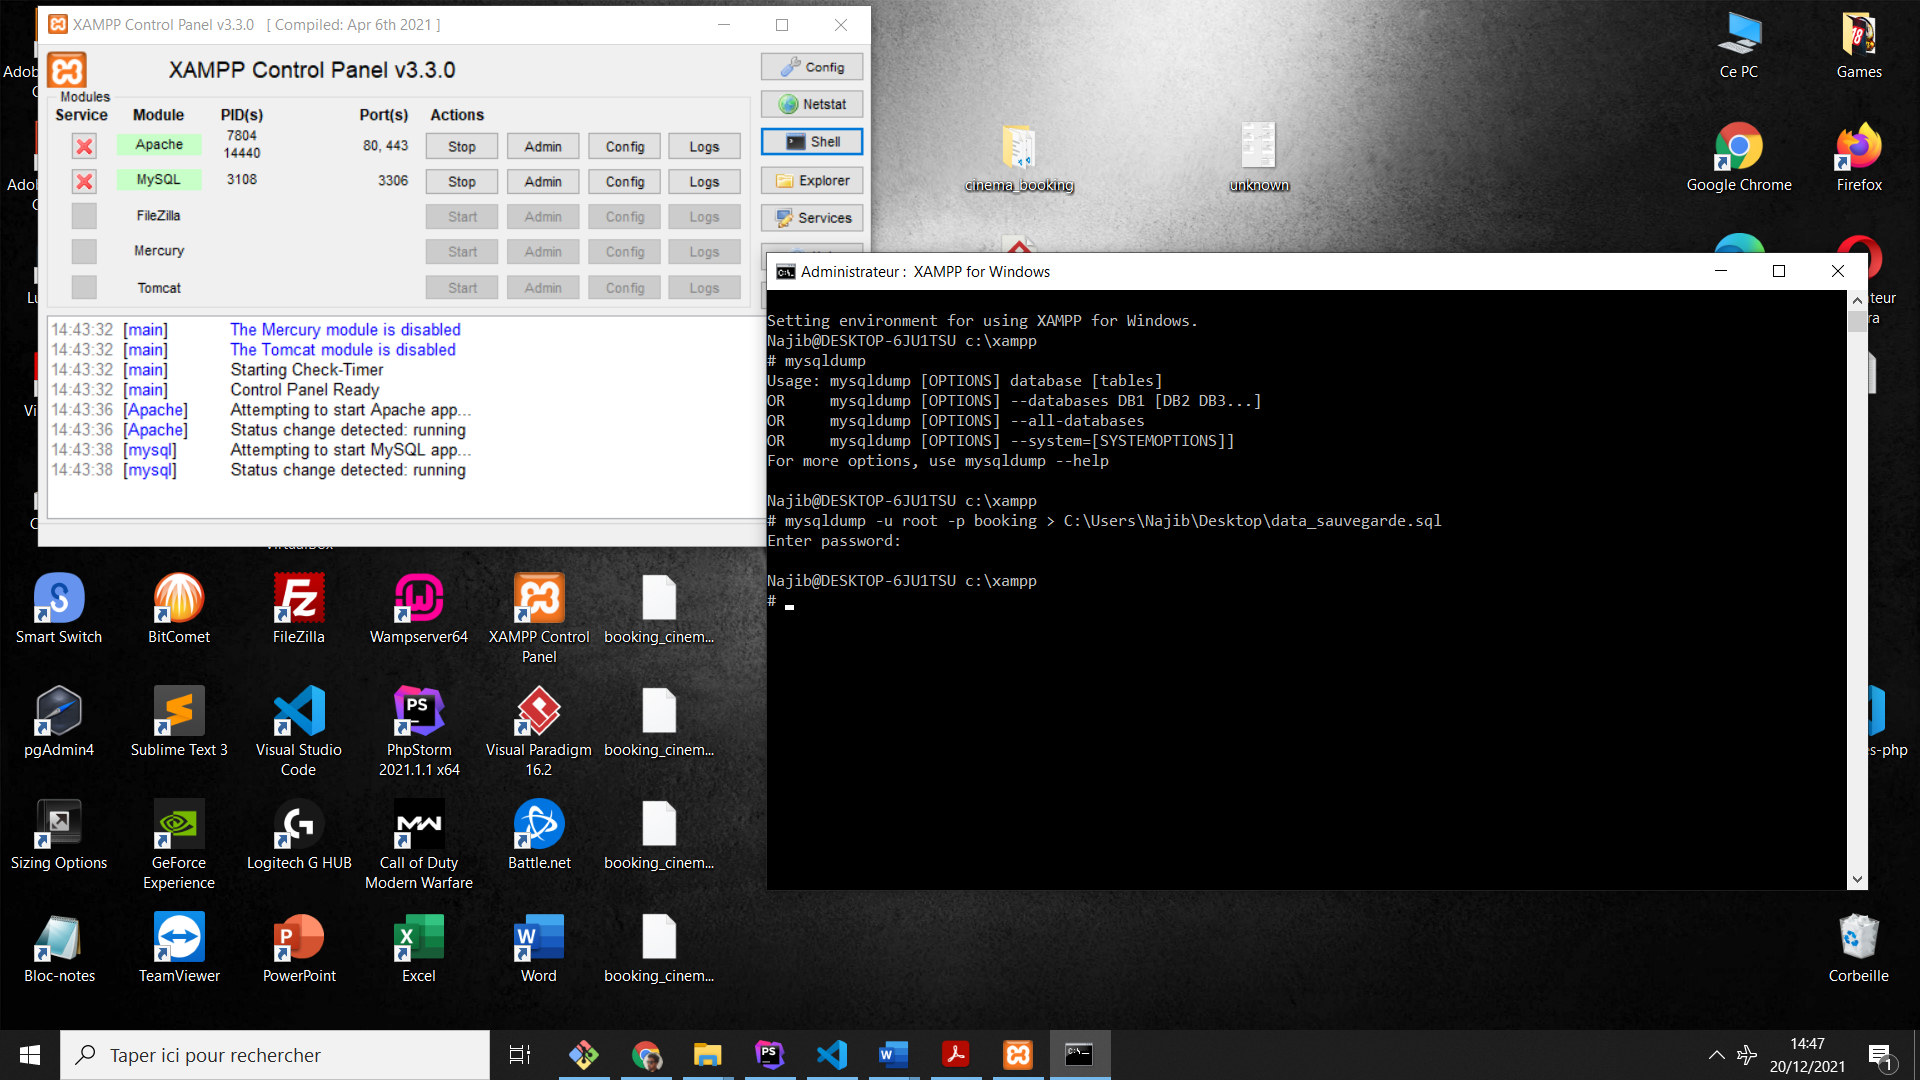 XAMPP Control Panel v3.3.0 [ Compiled: Apr 6th 2021 ]
XAMPP Control Panel v3.3.0
Modules
Service Module PID(s) Port(s) Actions
Apache 7804 14440 80, 443 Stop Admin Config Logs
MySQL 3108 3306 Stop Admin Config Logs
FileZilla Start Admin Config Logs
Mercury Start Admin Config Logs
Tomcat Start Admin Config Logs
Config
Netstat
Shell
Explorer
Services
14:43:32 [main] The Mercury module is disabled
14:43:32 [main] The Tomcat module is disabled
14:43:32 [main] Starting Check-Timer
14:43:32 [main] Control Panel Ready
14:43:36 [Apache] Attempting to start Apache app...
14:43:36 [Apache] Status change detected: running
14:43:38 [mysql] Attempting to start MySQL app...
14:43:38 [mysql] Status change detected: running
Administrateur : XAMPP for Windows
Setting environment for using XAMPP for Windows.
Najib@DESKTOP-6JU1TSU c:\xampp
# mysqldump
Usage: mysqldump [OPTIONS] database [tables]
OR mysqldump [OPTIONS] --databases DB1 [DB2 DB3...]
OR mysqldump [OPTIONS] --all-databases
OR mysqldump [OPTIONS] --system=[SYSTEMOPTIONS]]
For more options, use mysqldump --help
Najib@DESKTOP-6JU1TSU c:\xampp
# mysqldump -u root -p booking > C:\Users\Najib\Desktop\data_sauvegarde.sql
Enter password:
Najib@DESKTOP-6JU1TSU c:\xampp
#
cinema_booking
unknown
Ce PC
Games
Google Chrome
Firefox
Smart Switch
BitComet
FileZilla
Wampserver64
XAMPP Control
Panel
booking_cinem...
pgAdmin4
Sublime Text 3
Visual Studio
Code
PhpStorm
2021.1.1 x64
Visual Paradigm
16.2
booking_cinem...
Sizing Options
GeForce
Experience
Logitech G HUB
Call of Duty
Modern Warfare
Battle.net
booking_cinem...
Bloc-notes
TeamViewer
PowerPoint
Excel
Word
booking_cinem...
Corbeille
Taper ici pour rechercher
14:47
20/12/2021
1